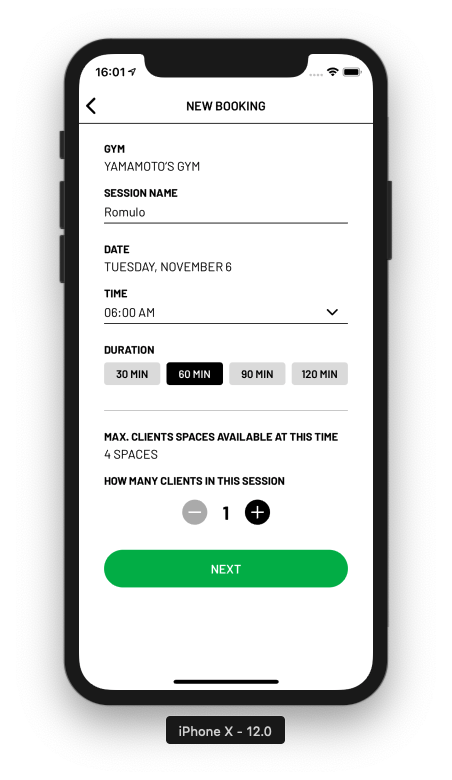 16:01
NEW BOOKING
GYM
YAMAMOTO'S GYM
SESSION NAME
Romulo
DATE
TUESDAY, NOVEMBER 6
TIME
06:00 AM
DURATION
30 MIN 60 MIN 90 MIN 120 MIN
MAX. CLIENTS SPACES AVAILABLE AT THIS TIME
4 SPACES
HOW MANY CLIENTS IN THIS SESSION
1
NEXT
iPhone X - 12.0